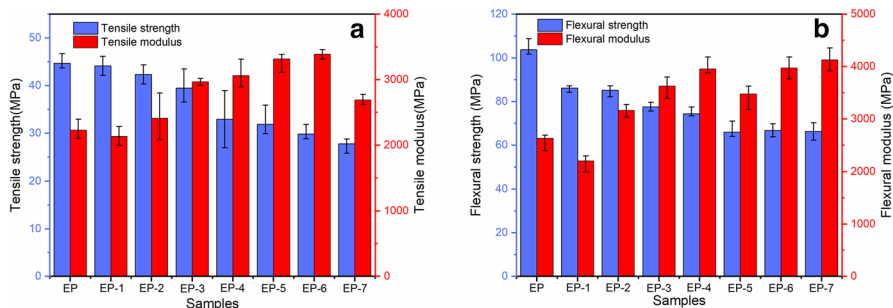 a
Tensile strength
Tensile modulus
Tensile strength(MPa)
0
10
20
30
40
50
Tensile modulus(MPa)
0
1000
2000
3000
4000
EP EP-1 EP-2 EP-3 EP-4 EP-5 EP-6 EP-7
Samples
b
Flexural strength
Flexural modulus
Flexural strength (MPa)
0
20
40
60
80
100
120
Flexural modulus (MPa)
0
1000
2000
3000
4000
5000
EP EP-1 EP-2 EP-3 EP-4 EP-5 EP-6 EP-7
Samples